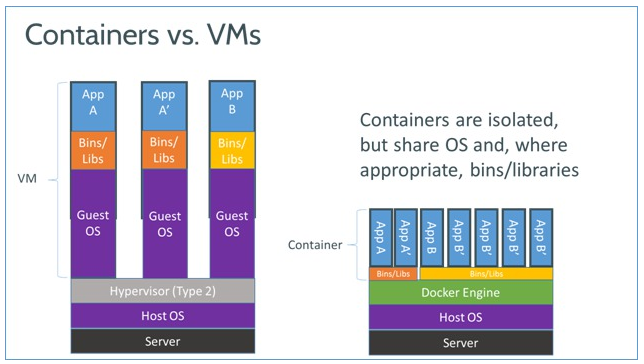 Containers vs. VMs
App
A
App
A′
App
B
Bins/
Libs
Bins/
Libs
Bins/
Libs
VM
Guest
OS
Guest
OS
Guest
OS
Hypervisor (Type 2)
Host OS
Server
Containers are isolated,
but share OS and, where
appropriate, bins/libraries
Container
App A
App A′
App B
App B′
App B′
App B′
App B′
Bins/Libs
Bins/Libs
Docker Engine
Host OS
Server